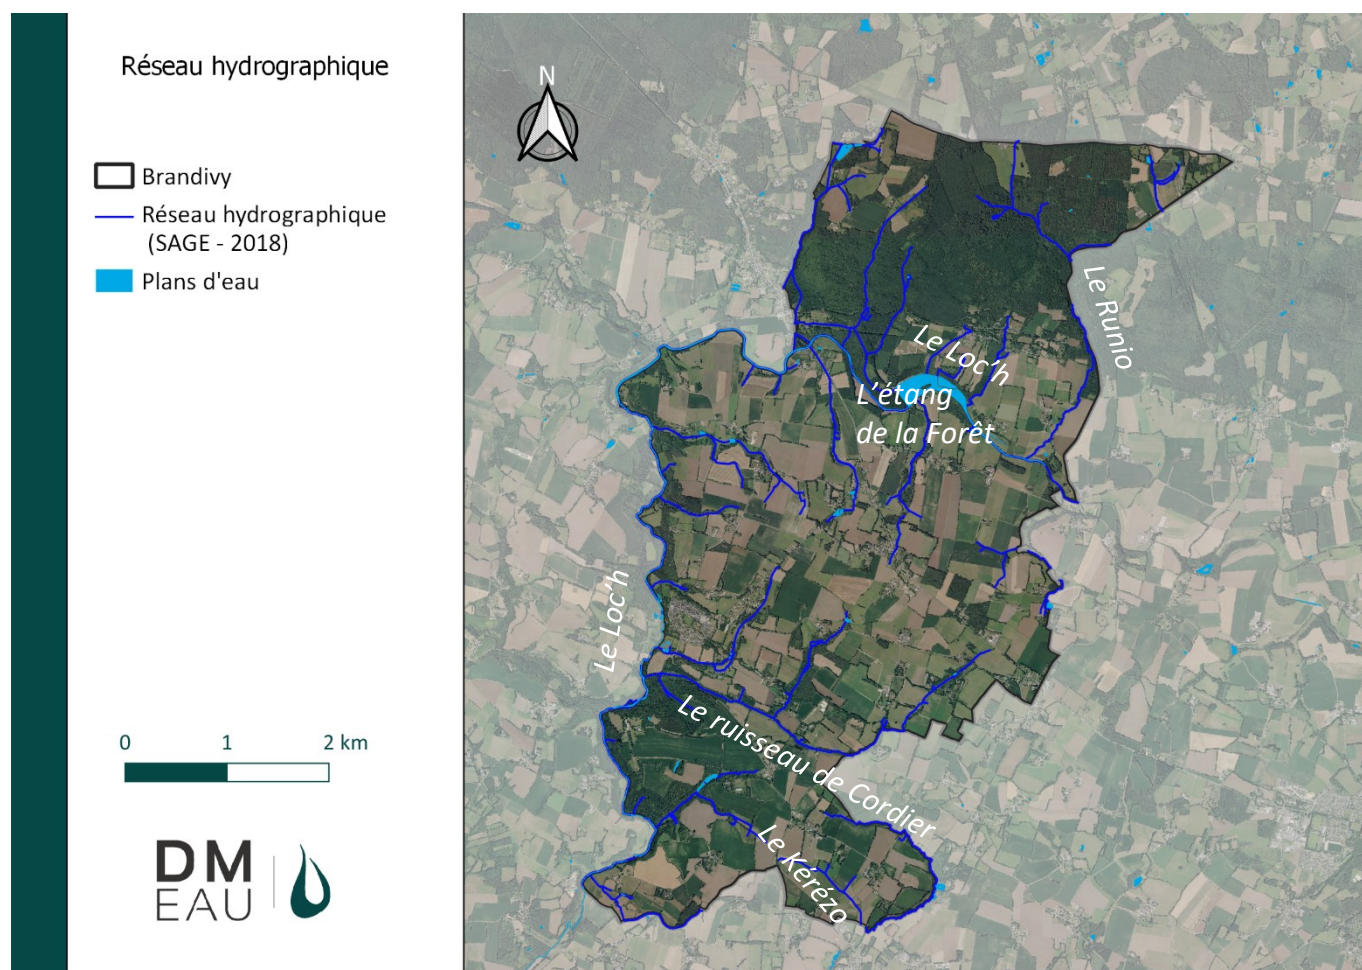 Réseau hydrographique
Brandivy
Réseau hydrographique
(SAGE - 2018)
Plans d'eau
0 1 2 km
DM
EAU
N
Le Runio
Le Loc'h
L'étang
de la Forêt
Le Loc'h
Le ruisseau de Cordier
Le Kérézo